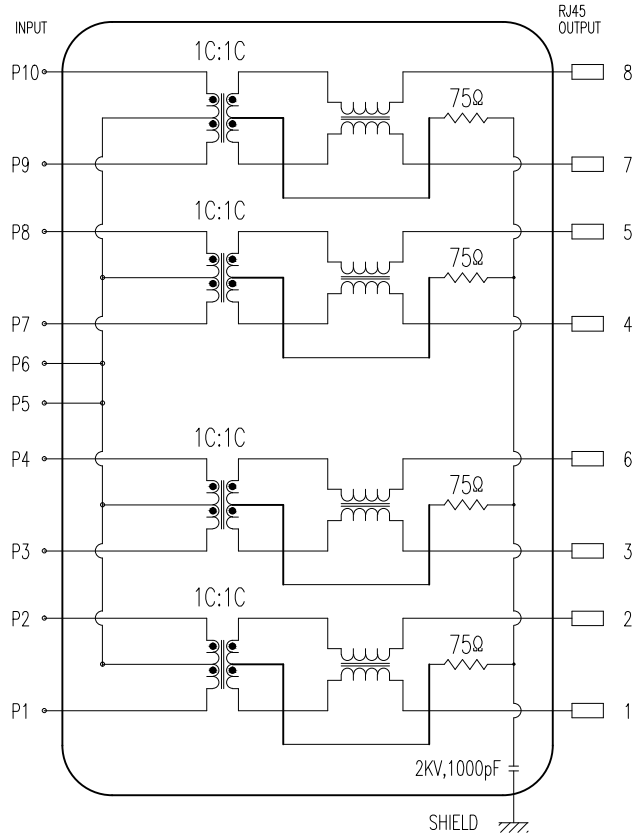 INPUT
RJ45
OUTPUT
1C:1C
P10
8
75Ω
P9
7
1C:1C
P8
5
75Ω
P7
4
P6
P5
1C:1C
P4
6
75Ω
P3
3
1C:1C
P2
2
75Ω
P1
1
2KV,1000pF
SHIELD